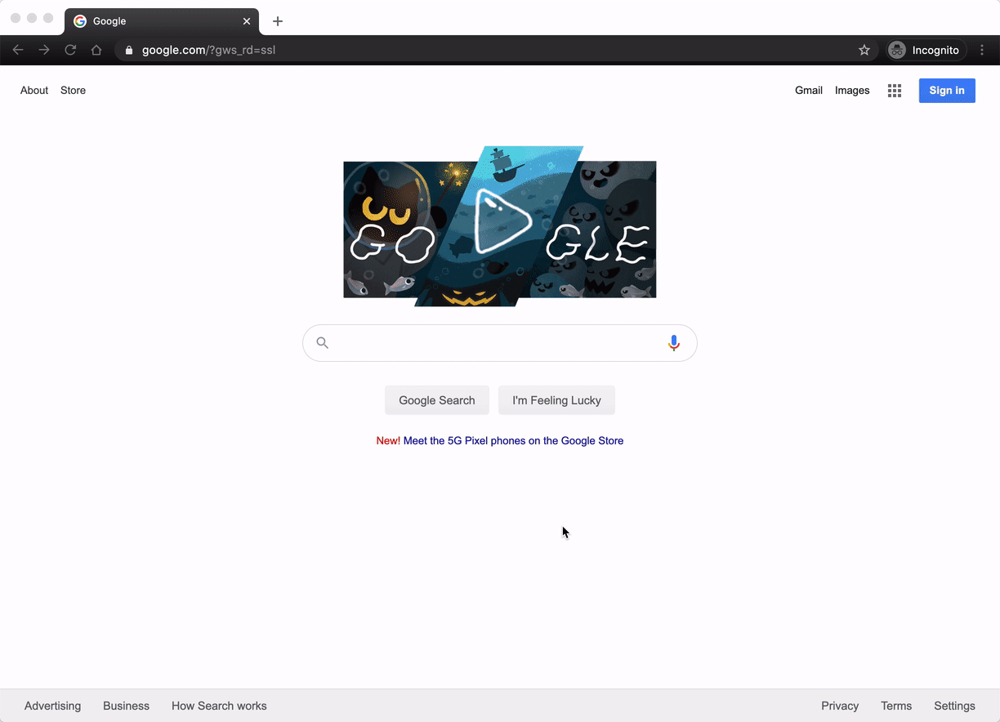 Google
google.com/?gws_rd=ssl
Incognito
About Store
Gmail Images
Sign in
GO GLE
Google Search
I'm Feeling Lucky
New! Meet the 5G Pixel phones on the Google Store
Advertising Business How Search works
Privacy Terms Settings